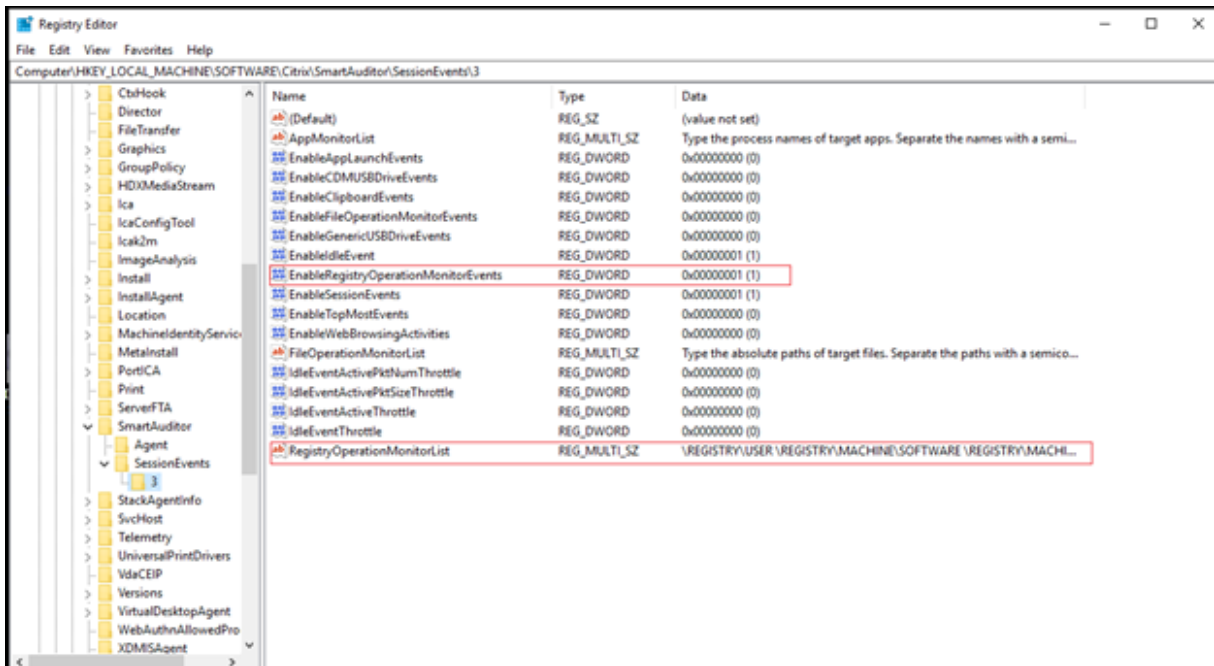 Registry Editor
File Edit View Favorites Help
Computer\HKEY_LOCAL_MACHINE\SOFTWARE\Citrix\SmartAuditor\SessionEvents\3
CtxHook
Director
FileTransfer
Graphics
GroupPolicy
HDXMediaStream
Ica
IcaConfigTool
Icak2m
ImageAnalysis
Install
InstallAgent
Location
MachineIdentityServic
MetaInstall
PortICA
Print
ServerFTA
SmartAuditor
Agent
SessionEvents
3
StackAgentInfo
SvcHost
Telemetry
UniversalPrintDrivers
VdaCEIP
Versions
VirtualDesktopAgent
WebAuthnAllowedPro
XDMISAgent
Name Type Data
(Default) REG_SZ (value not set)
AppMonitorList REG_MULTI_SZ Type the process names of target apps. Separate the names with a semi...
EnableAppLaunchEvents REG_DWORD 0x00000000 (0)
EnableCDMUSBDriveEvents REG_DWORD 0x00000000 (0)
EnableClipboardEvents REG_DWORD 0x00000000 (0)
EnableFileOperationMonitorEvents REG_DWORD 0x00000000 (0)
EnableGenericUSBDriveEvents REG_DWORD 0x00000000 (0)
EnableIdleEvent REG_DWORD 0x00000001 (1)
EnableRegistryOperationMonitorEvents REG_DWORD 0x00000001 (1)
EnableSessionEvents REG_DWORD 0x00000001 (1)
EnableTopMostEvents REG_DWORD 0x00000000 (0)
EnableWebBrowsingActivities REG_DWORD 0x00000000 (0)
FileOperationMonitorList REG_MULTI_SZ Type the absolute paths of target files. Separate the paths with a semico...
IdleEventActivePktNumThrottle REG_DWORD 0x00000000 (0)
IdleEventActivePktSizeThrottle REG_DWORD 0x00000000 (0)
IdleEventActiveThrottle REG_DWORD 0x00000000 (0)
IdleEventThrottle REG_DWORD 0x00000000 (0)
RegistryOperationMonitorList REG_MULTI_SZ \REGISTRY\USER \REGISTRY\MACHINE\SOFTWARE \REGISTRY\MACHI...